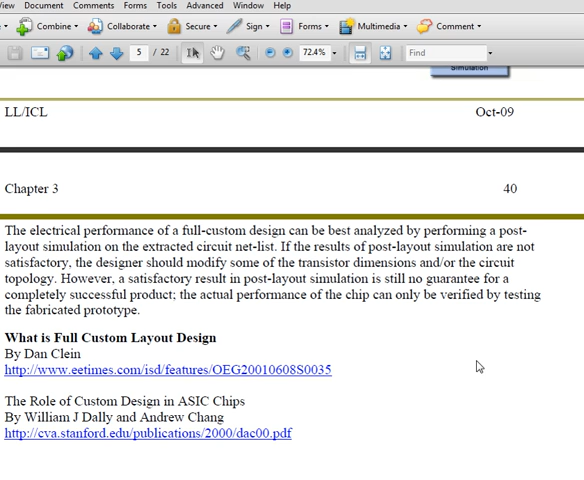 View Document Comments Forms Tools Advanced Window Help
Combine Collaborate Secure Sign Forms Multimedia Comment
5 / 22 72.4% Find
Simulation
LL/ICL Oct-09
Chapter 3 40
The electrical performance of a full-custom design can be best analyzed by performing a post-
layout simulation on the extracted circuit net-list. If the results of post-layout simulation are not
satisfactory, the designer should modify some of the transistor dimensions and/or the circuit
topology. However, a satisfactory result in post-layout simulation is still no guarantee for a
completely successful product; the actual performance of the chip can only be verified by testing
the fabricated prototype.
What is Full Custom Layout Design
By Dan Clein
http://www.eetimes.com/isd/features/OEG20010608S0035
The Role of Custom Design in ASIC Chips
By William J Dally and Andrew Chang
http://cva.stanford.edu/publications/2000/dac00.pdf